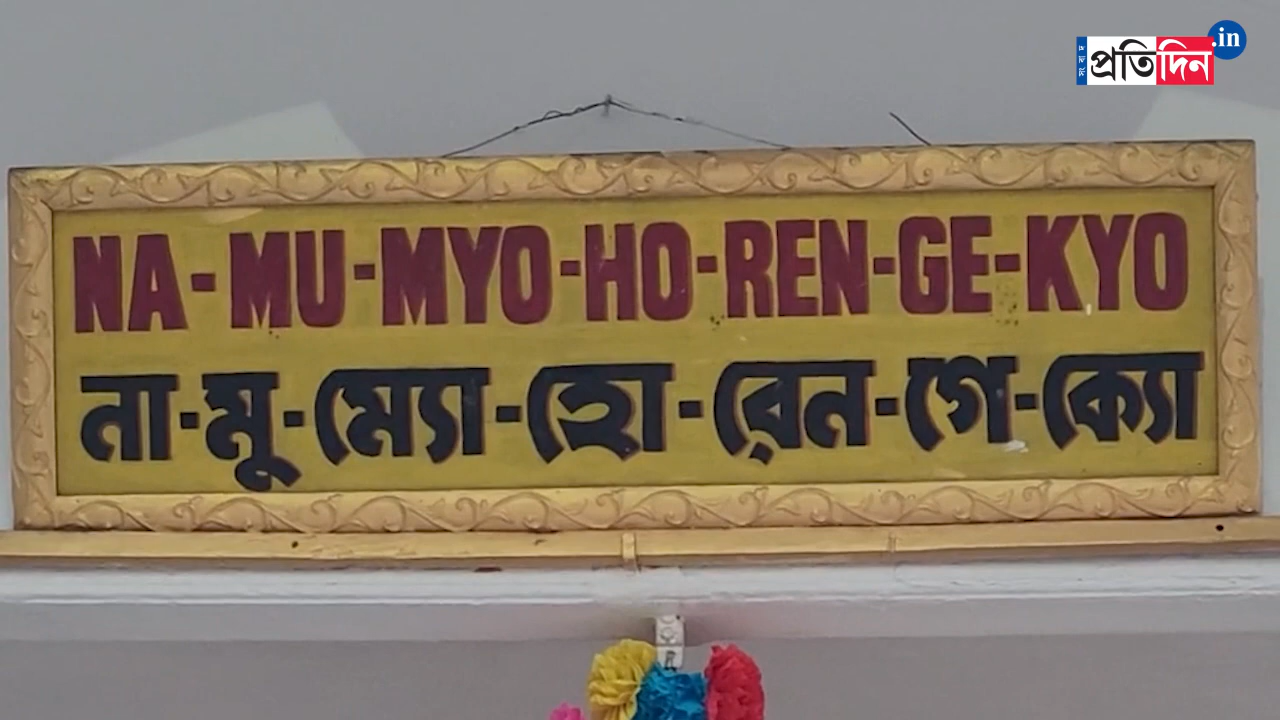 সংবাদ প্রতিদিন .in
NA-MU-MYO-HO-REN-GE-KYO
না-মু-ম্যো-হো-রেন-গে-ক্যো